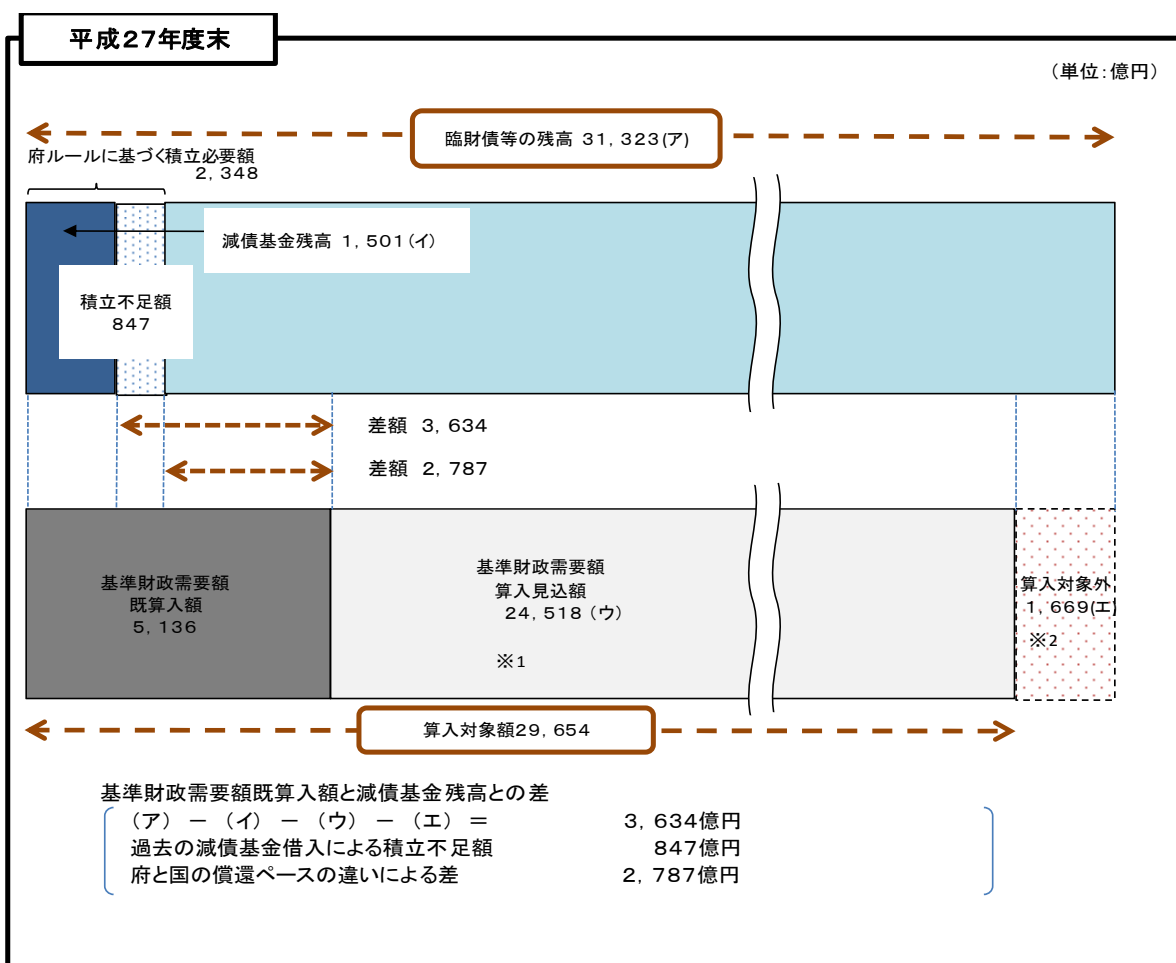 平成27年度末
(単位：億円)
臨財債等の残高 31，323(ア)
府ルールに基づく積立必要額
2，348
減債基金残高 1，501(イ)
積立不足額
847
差額 3，634
差額 2，787
基準財政需要額
既算入額
5，136
基準財政需要額
算入見込額
24，518（ウ）
※1
算入対象外
1，669(エ)
※2
算入対象額29，654
基準財政需要額既算入額と減債基金残高との差
（ア） － （イ） － （ウ） － （エ） ＝ 3，634億円
過去の減債基金借入による積立不足額 847億円
府と国の償還ペースの違いによる差 2，787億円